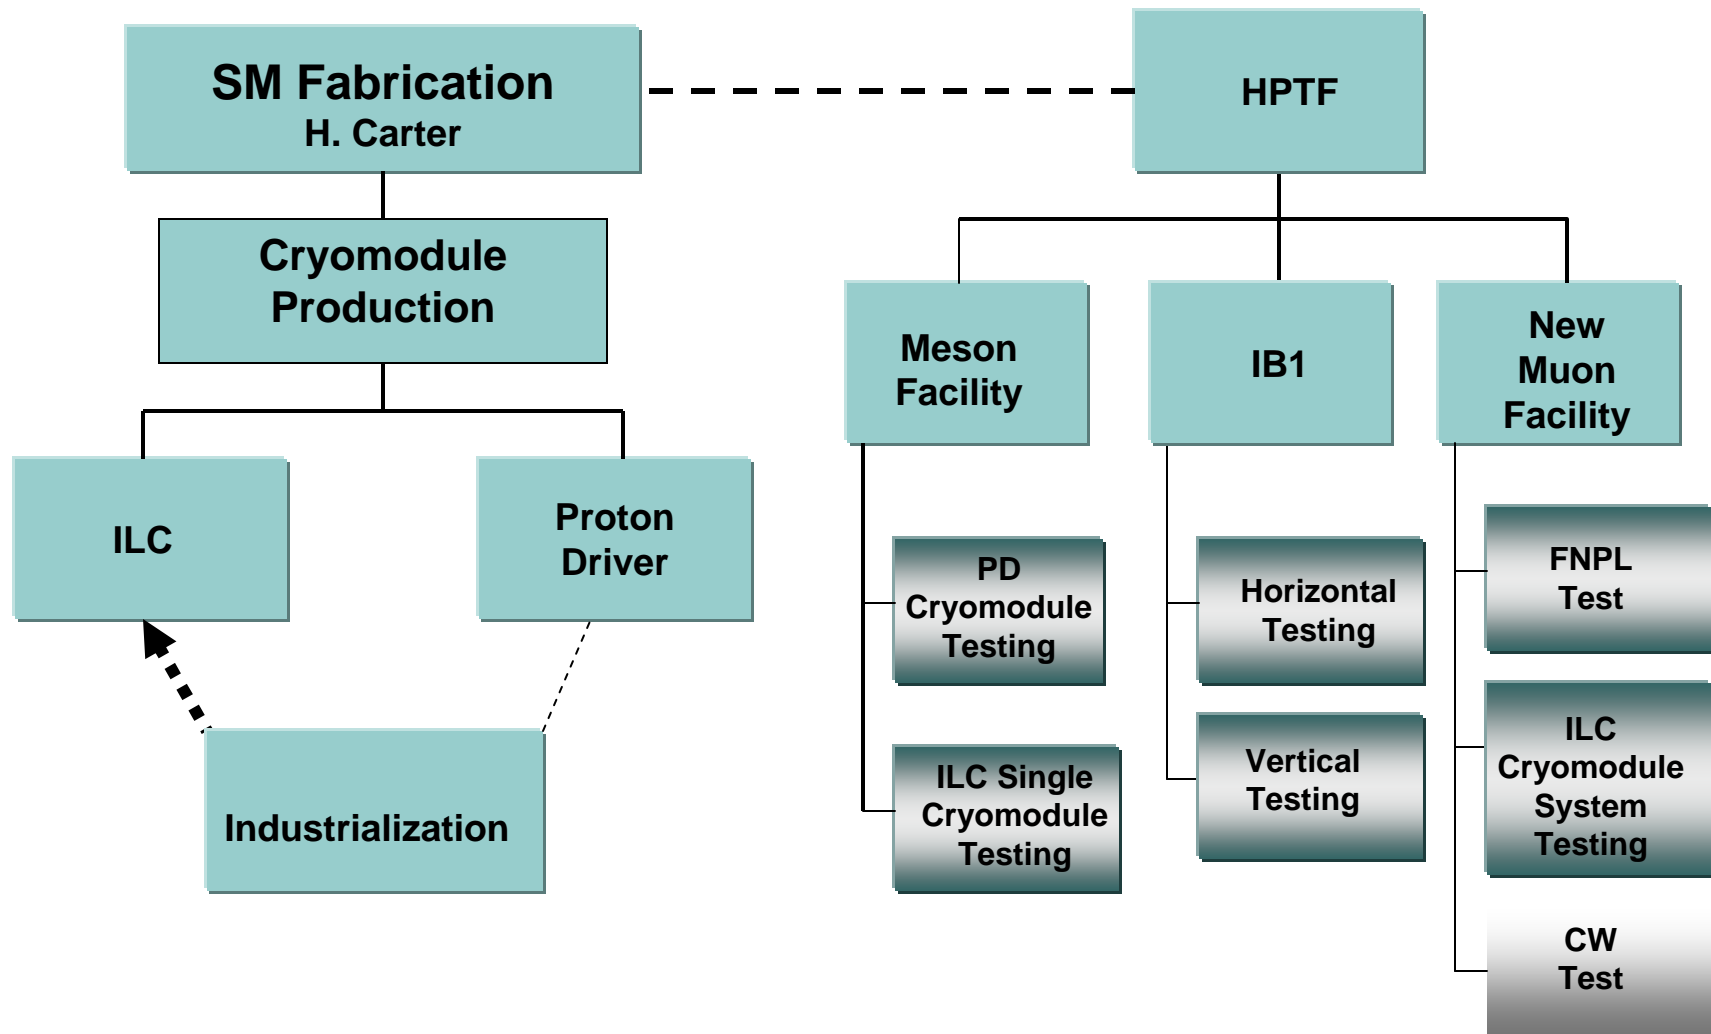 SM Fabrication
H. Carter
HPTF
Cryomodule
Production
Meson
Facility
IB1
New
Muon
Facility
ILC
Proton
Driver
PD
Cryomodule
Testing
Horizontal
Testing
FNPL
Test
ILC Single
Cryomodule
Testing
Vertical
Testing
ILC
Cryomodule
System
Testing
Industrialization
CW
Test